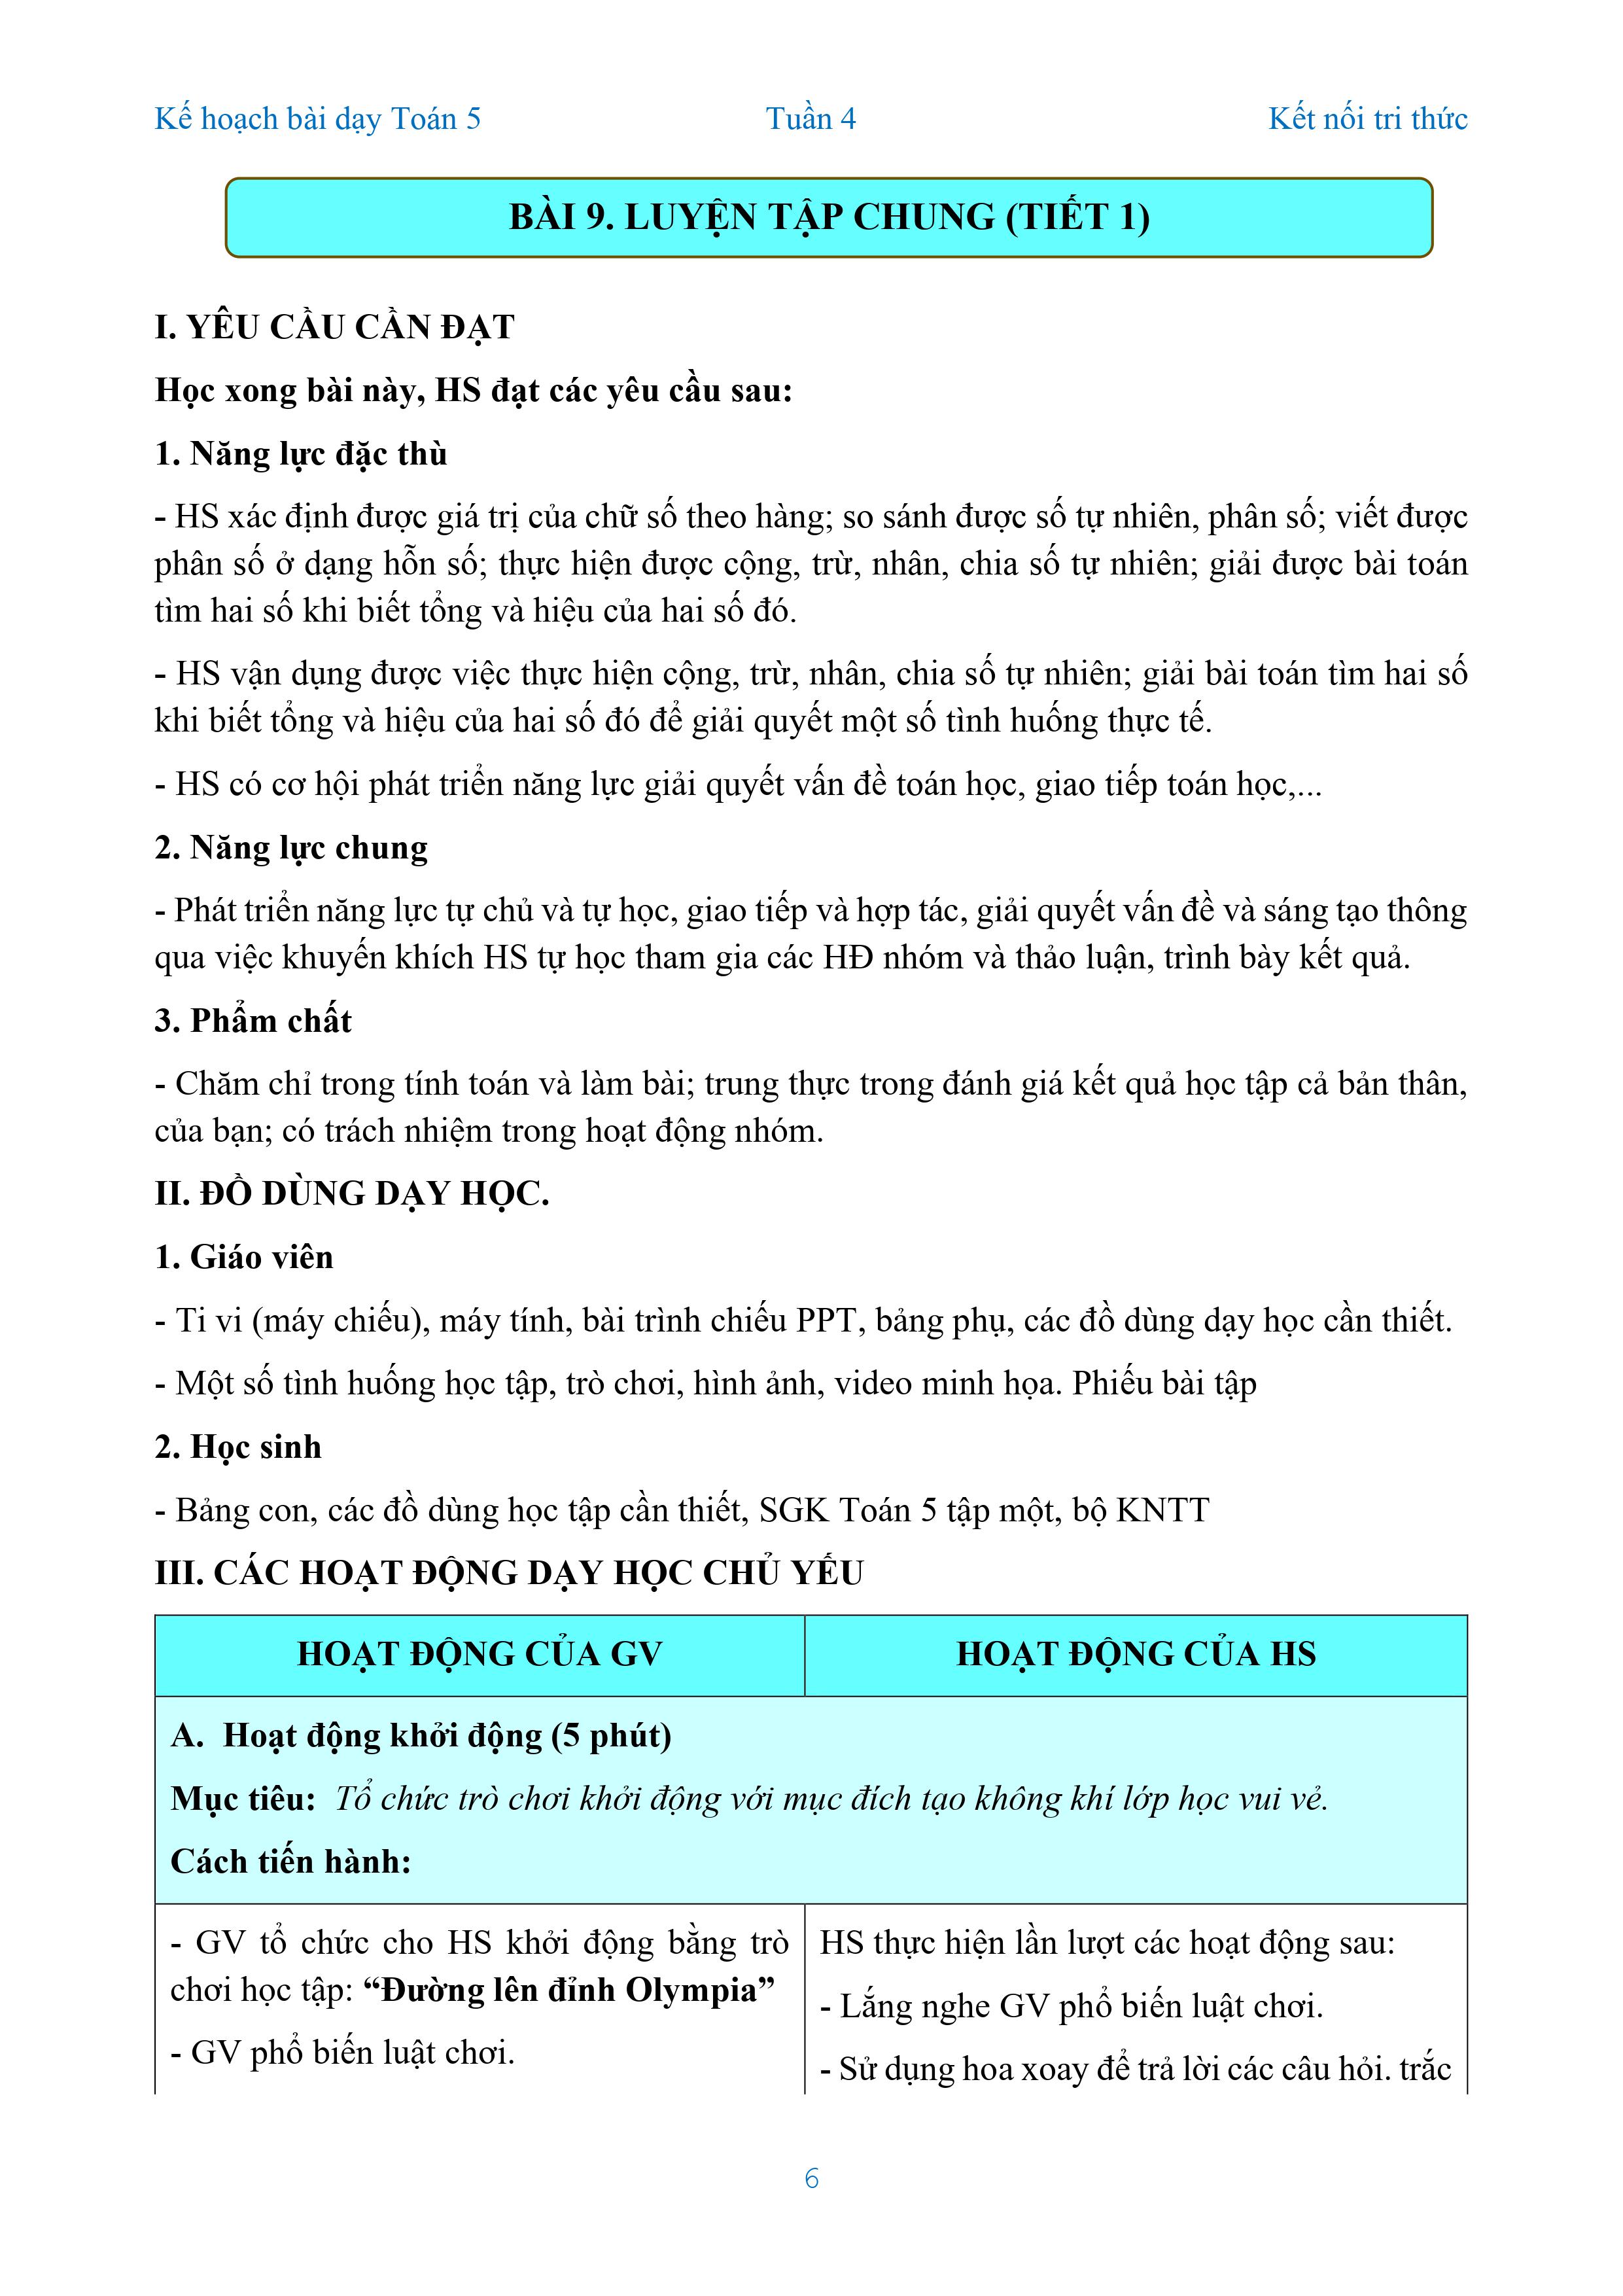 Kế hoạch bài dạy Toán 5 Tuần 4 Kết nối tri thức
BÀI 9. LUYỆN TẬP CHUNG (TIẾT 1)
I. YÊU CẦU CẦN ĐẠT
Học xong bài này, HS đạt các yêu cầu sau:
1. Năng lực đặc thù
- HS xác định được giá trị của chữ số theo hàng; so sánh được số tự nhiên, phân số; viết được
phân số ở dạng hỗn số; thực hiện được cộng, trừ, nhân, chia số tự nhiên; giải được bài toán
tìm hai số khi biết tổng và hiệu của hai số đó.
- HS vận dụng được việc thực hiện cộng, trừ, nhân, chia số tự nhiên; giải bài toán tìm hai số
khi biết tổng và hiệu của hai số đó để giải quyết một số tình huống thực tế.
- HS có cơ hội phát triển năng lực giải quyết vấn đề toán học, giao tiếp toán học,...
2. Năng lực chung
- Phát triển năng lực tự chủ và tự học, giao tiếp và hợp tác, giải quyết vấn đề và sáng tạo thông
qua việc khuyến khích HS tự học tham gia các HĐ nhóm và thảo luận, trình bày kết quả.
3. Phẩm chất
- Chăm chỉ trong tính toán và làm bài; trung thực trong đánh giá kết quả học tập cả bản thân,
của bạn; có trách nhiệm trong hoạt động nhóm.
II. ĐỒ DÙNG DẠY HỌC.
1. Giáo viên
- Ti vi (máy chiếu), máy tính, bài trình chiếu PPT, bảng phụ, các đồ dùng dạy học cần thiết.
- Một số tình huống học tập, trò chơi, hình ảnh, video minh họa. Phiếu bài tập
2. Học sinh
- Bảng con, các đồ dùng học tập cần thiết, SGK Toán 5 tập một, bộ KNTT
III. CÁC HOẠT ĐỘNG DẠY HỌC CHỦ YẾU
HOẠT ĐỘNG CỦA GV HOẠT ĐỘNG CỦA HS
A. Hoạt động khởi động (5 phút)
Mục tiêu: Tổ chức trò chơi khởi động với mục đích tạo không khí lớp học vui vẻ.
Cách tiến hành:
- GV tổ chức cho HS khởi động bằng trò
chơi học tập: “Đường lên đỉnh Olympia”
- GV phổ biến luật chơi.
HS thực hiện lần lượt các hoạt động sau:
- Lắng nghe GV phổ biến luật chơi.
- Sử dụng hoa xoay để trả lời các câu hỏi. trắc
6